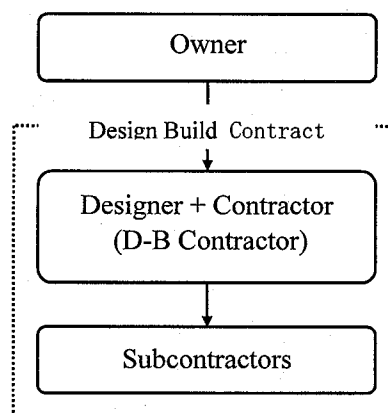 Owner
Design Build Contract
Designer + Contractor
(D-B Contractor)
Subcontractors